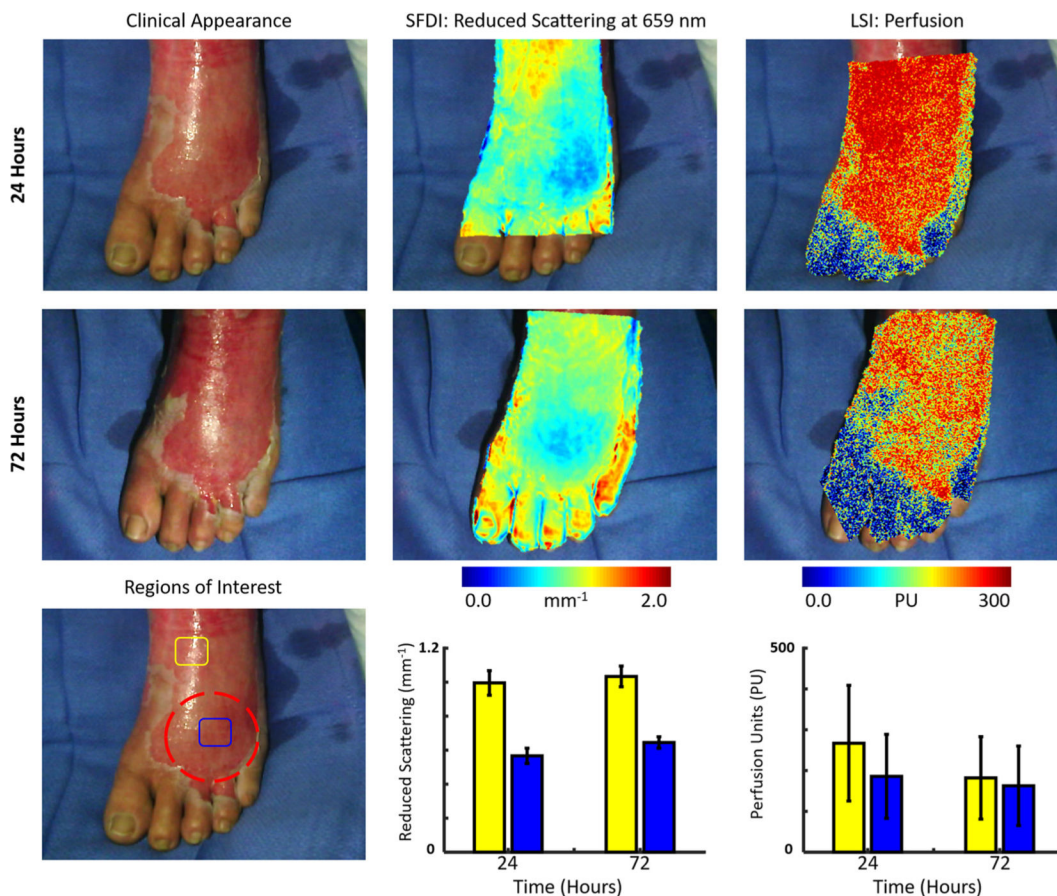 Clinical Appearance
SFDI: Reduced Scattering at 659 nm
LSI: Perfusion
24 Hours
72 Hours
Regions of Interest
0.0 mm⁻¹ 2.0
0.0 PU 300
Reduced Scattering (mm⁻¹)
1.2
0
24 72
Time (Hours)
Perfusion Units (PU)
500
0
24 72
Time (Hours)